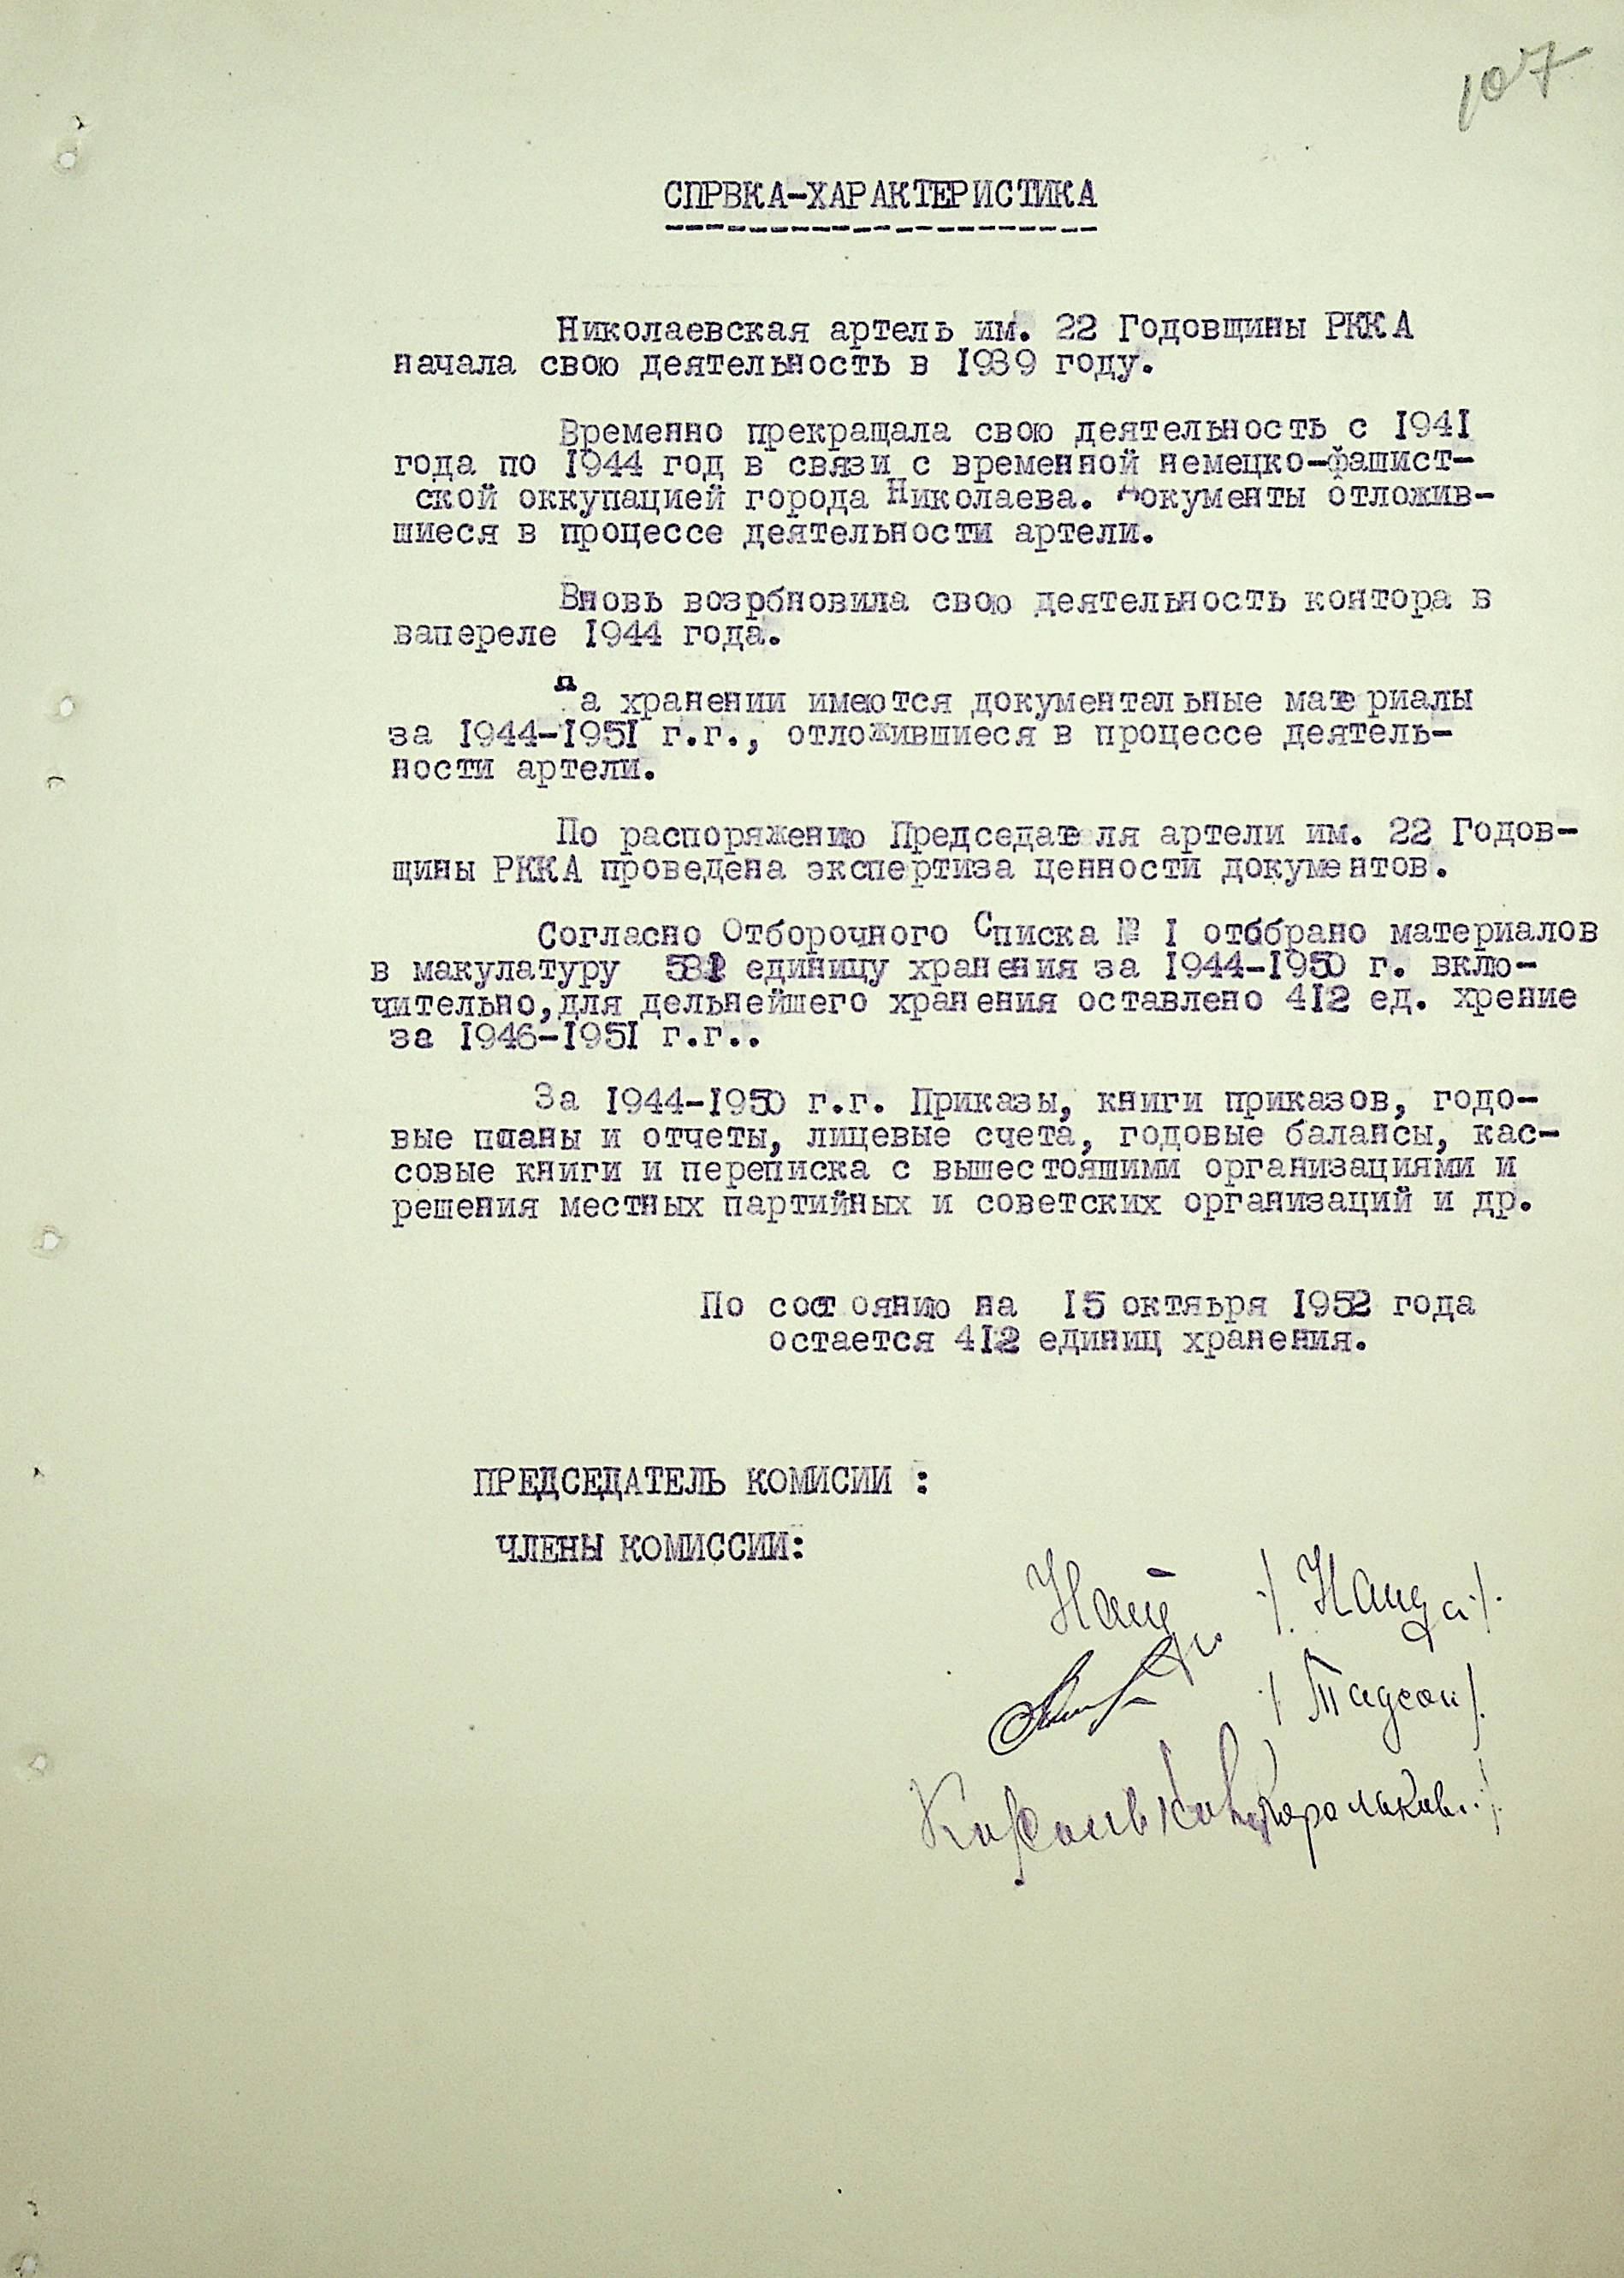 107
СПРВКА-ХАРАКТЕРИСТИКА
Николаевская артель им. 22 Годовщины РККА
начала свою деятельность в 1939 году.
Временно прекращала свою деятельность с 1941
года по 1944 год в связи с временной немецко-фашист-
ской оккупацией города Николаева. Документы отложив-
шиеся в процессе деятельности артели.
Вновь возрбновила свою деятельность контора в
вапереле 1944 года.
На хранении имеются документальные материалы
за 1944-1951 г.г., отложившиеся в процессе деятель-
ности артели.
По распоряжению Председателя артели им. 22 Годов-
щины РККА проведена экспертиза ценности документов.
Согласно Отборочного Списка № 1 отобрано материалов
в макулатуру единицу хранения за 1944-1950 г. вклю-
чительно,для дельнейшего хранения оставлено 412 ед. хрение
за 1946-1951 г.г..
За 1944-1950 г.г. Приказы, книги приказов, годо-
вые планы и отчеты, лицевые счета, годовые балансы, кас-
совые книги и переписка с вышестоящими организациями и
решения местных партийных и советских организаций и др.
По состоянию на 15 октяьря 1952 года
остается 412 единиц хранения.
ПРЕДСЕДАТЕЛЬ КОМИСИИ :
ЧЛЕНЫ КОМИССИИ: